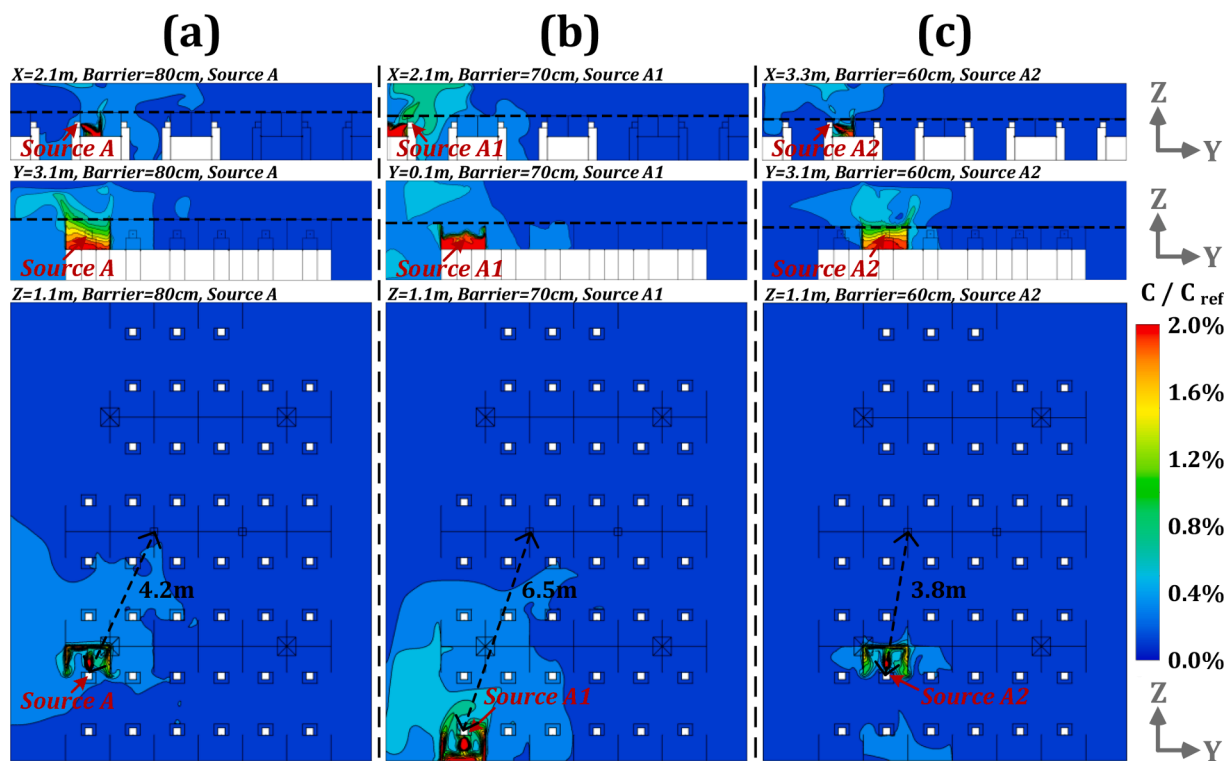 (a) (b) (c)
X=2.1m, Barrier=80cm, Source A X=2.1m, Barrier=70cm, Source A1 X=3.3m, Barrier=60cm, Source A2
Z
Source A Source A1 Source A2
Y
Y=3.1m, Barrier=80cm, Source A Y=0.1m, Barrier=70cm, Source A1 Y=3.1m, Barrier=60cm, Source A2
Z
Source A Source A1 Source A2
Y
Z=1.1m, Barrier=80cm, Source A Z=1.1m, Barrier=70cm, Source A1 Z=1.1m, Barrier=60cm, Source A2
C / C ref
2.0%
1.6%
1.2%
0.8%
0.4%
0.0%
4.2m 6.5m 3.8m
Source A Source A1 Source A2
Z
Y